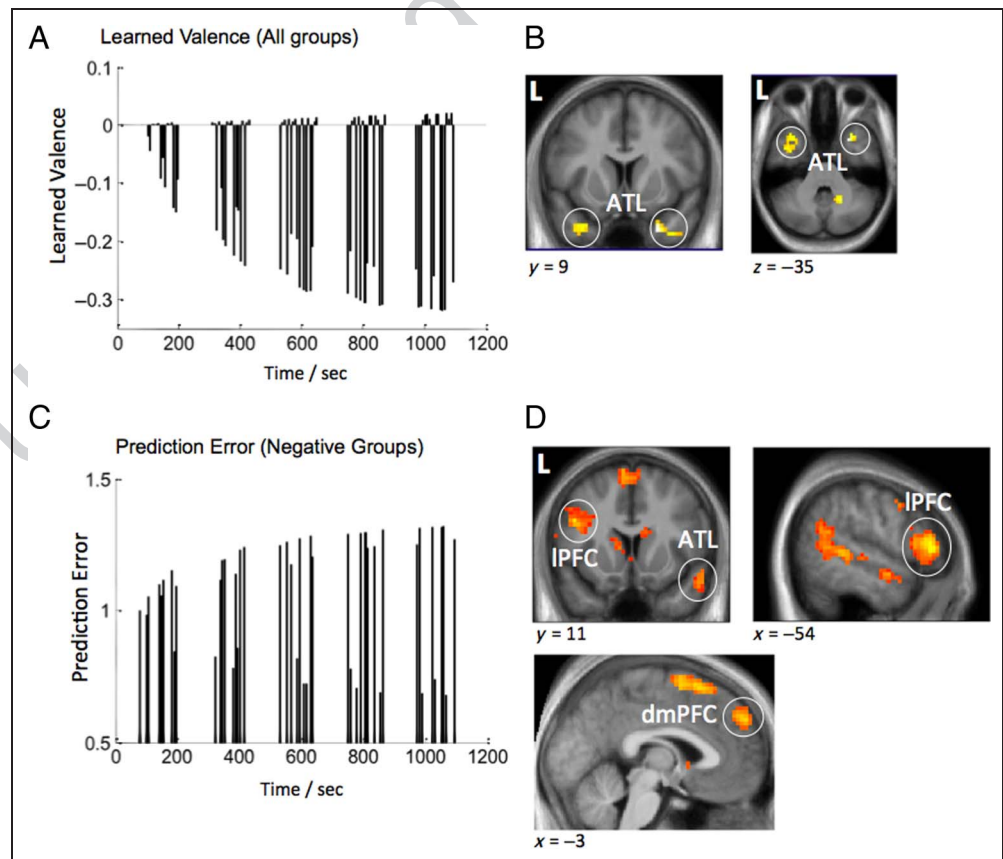 A
Learned Valence (All groups)
0.1
0
−0.1
−0.2
−0.3
Learned Valence
0 200 400 600 800 1000 1200
Time / sec
B
L
ATL
y = 9
L
ATL
z = −35
C
Prediction Error (Negative Groups)
1.5
1
0.5
Prediction Error
0 200 400 600 800 1000 1200
Time / sec
D
L
lPFC
ATL
y = 11
lPFC
x = −54
dmPFC
x = −3